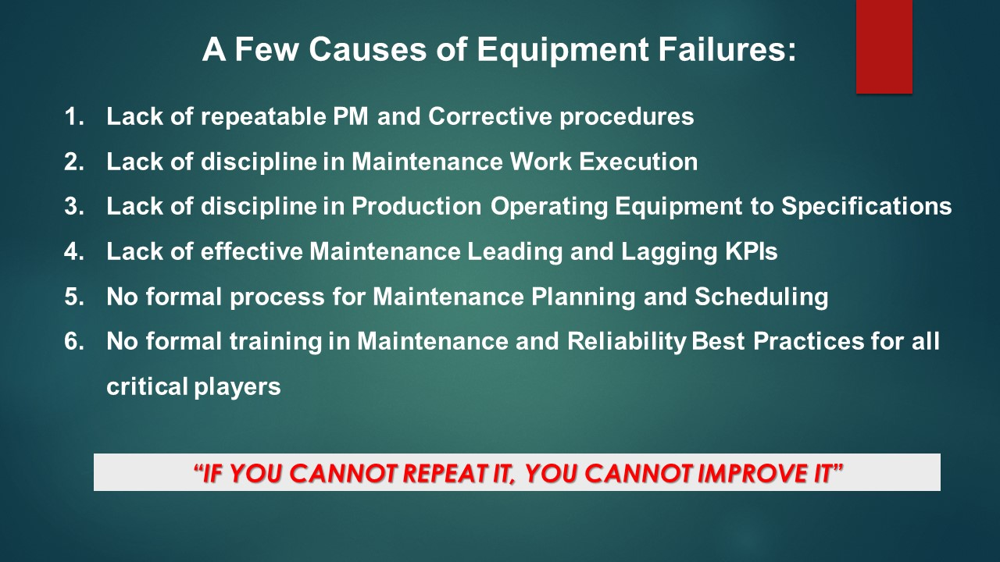 A Few Causes of Equipment Failures:
1. Lack of repeatable PM and Corrective procedures
2. Lack of discipline in Maintenance Work Execution
3. Lack of discipline in Production Operating Equipment to Specifications
4. Lack of effective Maintenance Leading and Lagging KPIs
5. No formal process for Maintenance Planning and Scheduling
6. No formal training in Maintenance and Reliability Best Practices for all
critical players
“IF YOU CANNOT REPEAT IT, YOU CANNOT IMPROVE IT”